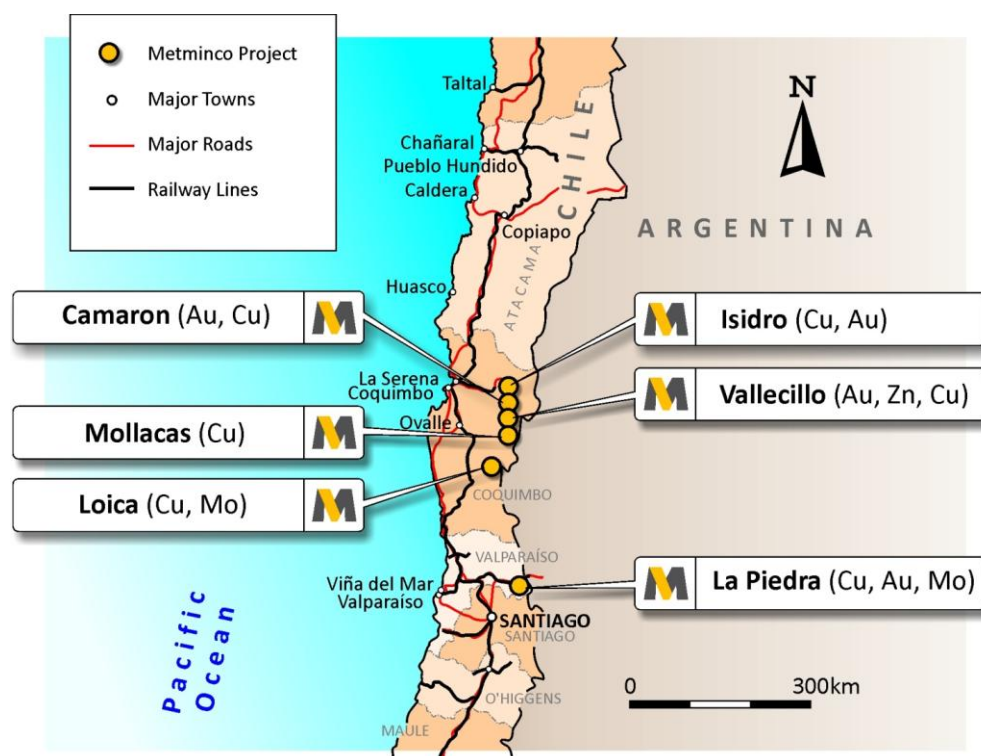 Metminco Project
Major Towns
Major Roads
Railway Lines
N
Taltal
Chañaral
Pueblo Hundido
Caldera
Copiapo
CHILE
ARGENTINA
ATACAMA
Huasco
Camaron (Au, Cu)
Isidro (Cu, Au)
La Serena
Coquimbo
Vallecillo (Au, Zn, Cu)
Ovalle
Mollacas (Cu)
Loica (Cu, Mo)
COQUIMBO
VALPARAÍSO
La Piedra (Cu, Au, Mo)
Viña del Mar
Valparaíso
SANTIAGO
SANTIAGO
Pacific
Ocean
O'HIGGENS
0 300km
MAULE